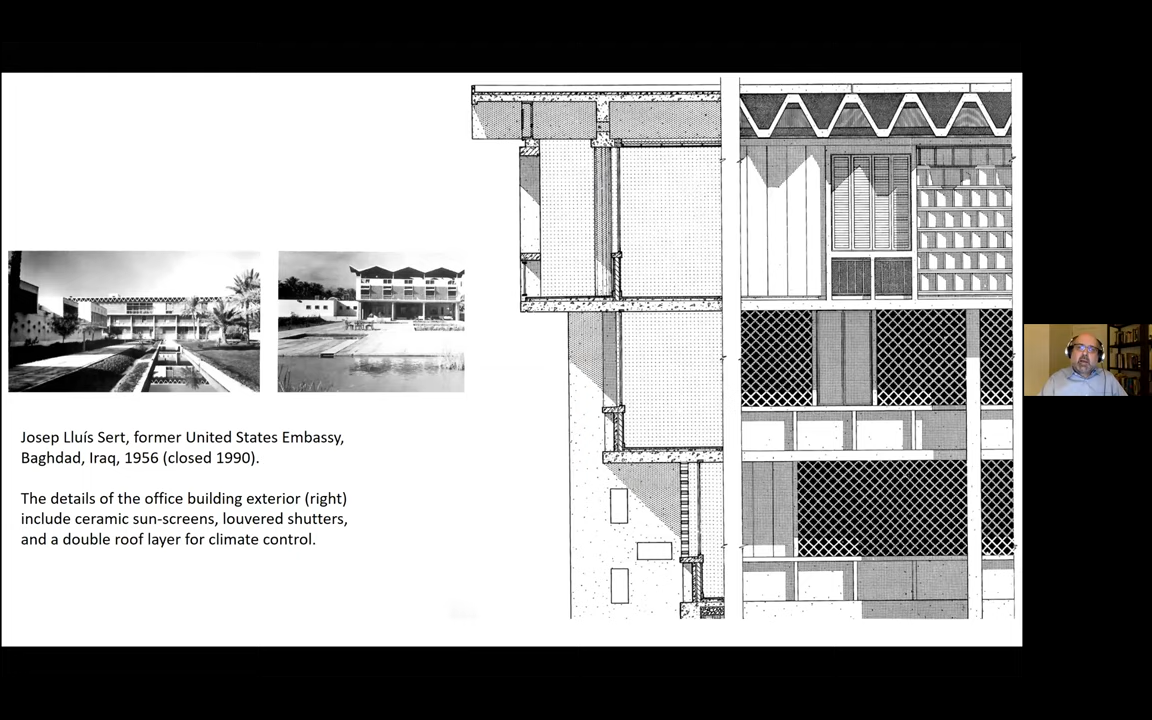 Josep Lluís Sert, former United States Embassy,
Baghdad, Iraq, 1956 (closed 1990).
The details of the office building exterior (right)
include ceramic sun-screens, louvered shutters,
and a double roof layer for climate control.